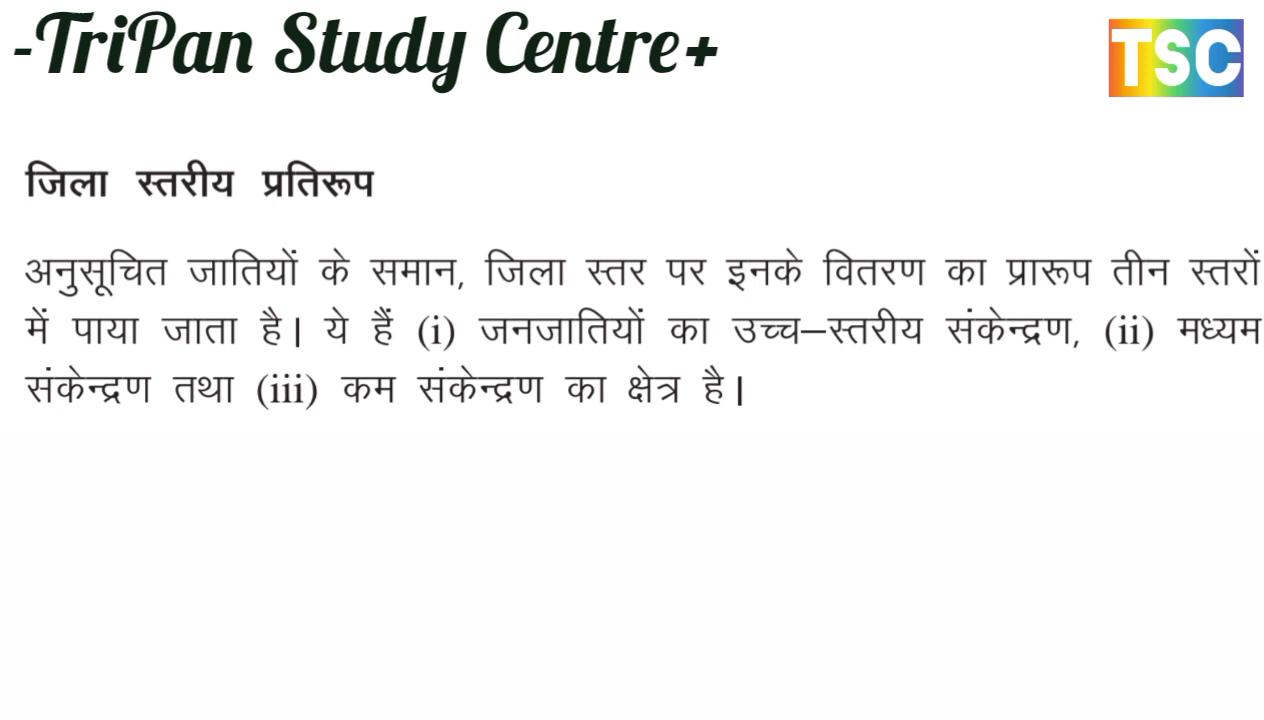 -TriPan Study Centre+
TSC
जिला स्तरीय प्रतिरूप
अनुसूचित जातियों के समान, जिला स्तर पर इनके वितरण का प्रारूप तीन स्तरों
में पाया जाता है। ये हैं (i) जनजातियों का उच्च–स्तरीय संकेन्द्रण, (ii) मध्यम
संकेन्द्रण तथा (iii) कम संकेन्द्रण का क्षेत्र है।